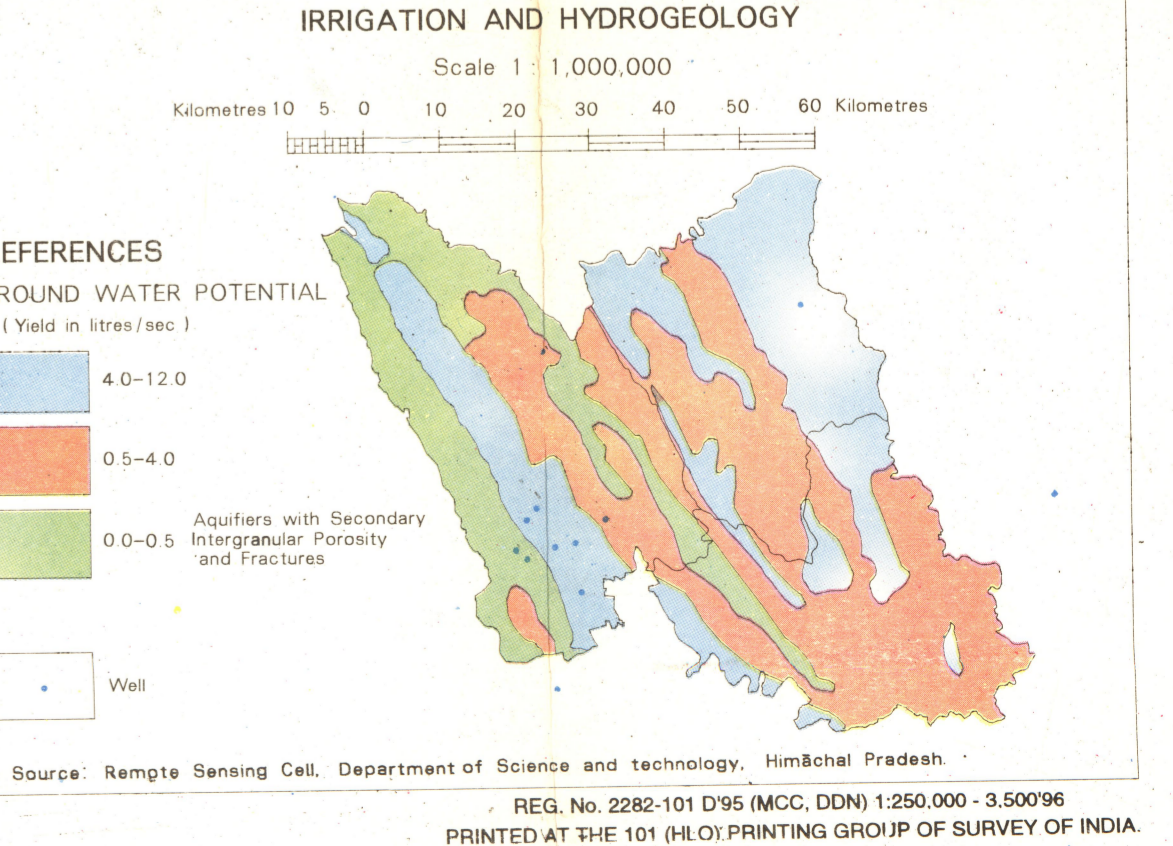 IRRIGATION AND HYDROGEOLOGY
Scale 1 : 1,000,000
Kilometres 10 5 0 10 20 30 40 50 60 Kilometres
EFERENCES
ROUND WATER POTENTIAL
( Yield in litres/sec )
4.0–12.0
0.5–4.0
0.0–0.5
Aquifiers with Secondary
Intergranular Porosity
and Fractures
Well
Source: Remote Sensing Cell, Department of Science and technology, Himāchal Pradesh.
REG. No. 2282-101 D'95 (MCC, DDN) 1:250,000 - 3.500'96
PRINTED AT THE 101 (HLO) PRINTING GROUP OF SURVEY OF INDIA.